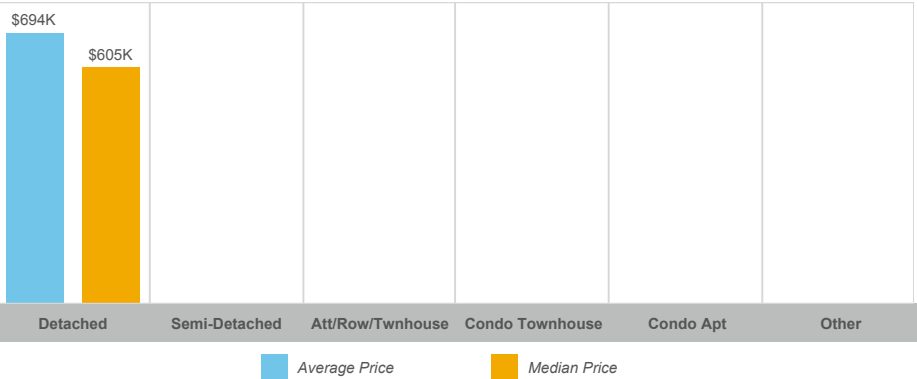 $694K
$605K
Detached Semi-Detached Att/Row/Twnhouse Condo Townhouse Condo Apt Other
Average Price Median Price